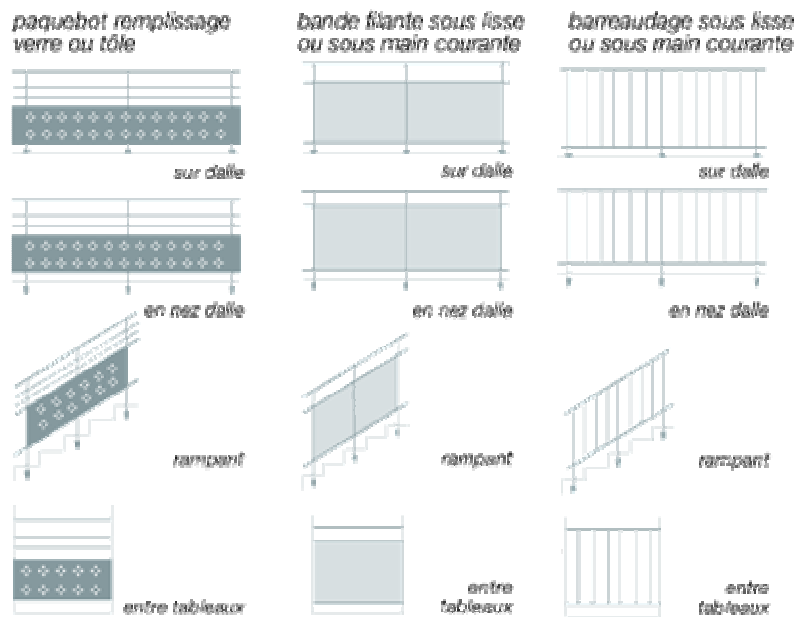 paquebot remplissage
verre ou tôle
bande filante sous lisse
ou sous main courante
barreaudage sous lisse
ou sous main courante
sur dalle
sur dalle
sur dalle
en nez dalle
en nez dalle
en nez dalle
rampant
rampant
rampant
entre tableaux
entre
tableaux
entre
tableaux